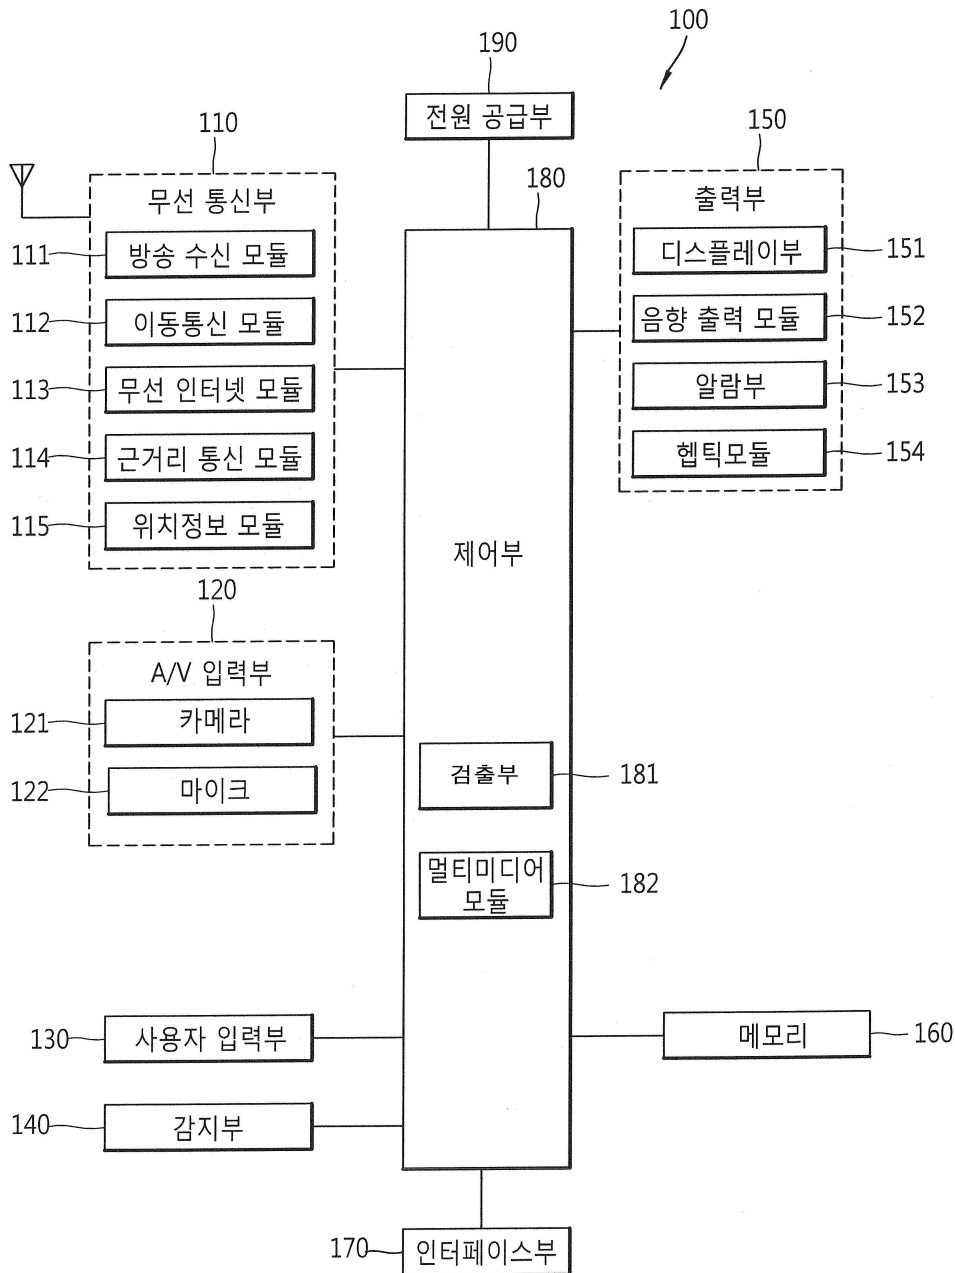 100
190
전원 공급부
110
무선 통신부
111 방송 수신 모듈
112 이동통신 모듈
113 무선 인터넷 모듈
114 근거리 통신 모듈
115 위치정보 모듈
120
A/V 입력부
121 카메라
122 마이크
130 사용자 입력부
140 감지부
180
제어부
검출부 181
멀티미디어
모듈 182
150
출력부
디스플레이부 151
음향 출력 모듈 152
알람부 153
헵틱모듈 154
메모리 160
170 인터페이스부